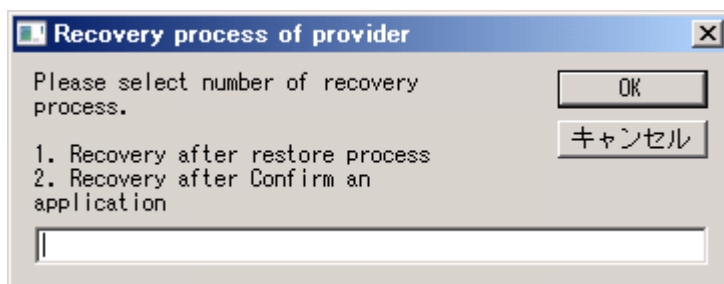 Recovery process of provider
Please select number of recovery
process.
OK
キャンセル
1. Recovery after restore process
2. Recovery after Confirm an
application